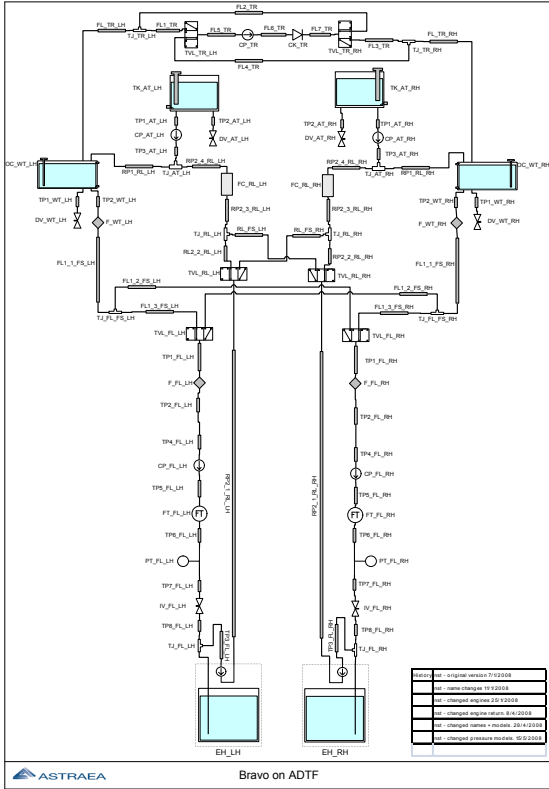 FL2_TR
FL_TR_LH
FL1_TR
TJ_TR_LH
FL5_TR
FL6_TR
FL7_TR
TVL_TR_LH
CP_TR
CK_TR
TVL_TR_RH
FL3_TR
FL_TR_RH
TJ_TR_RH
FL4_TR
TK_AT_LH
TK_AT_RH
TP1_AT_LH
TP2_AT_LH
CP_AT_LH
DV_AT_LH
TP3_AT_LH
TP2_AT_RH
TP1_AT_RH
DV_AT_RH
CP_AT_RH
TP3_AT_RH
OC_WT_LH
RP2_4_RL_LH
TJ_AT_LH
RP1_RL_LH
RP2_4_RL_RH
TJ_AT_RH
RP1_RL_RH
OC_WT_RH
TP1_WT_LH
TP2_WT_LH
DV_WT_LH
F_WT_LH
FC_RL_LH
FC_RL_RH
TP2_WT_RH
TP1_WT_RH
F_WT_RH
DV_WT_RH
RP2_3_RL_LH
RP2_3_RL_RH
TJ_RL_LH
RL_FS_LH
RL_FS_RH
TJ_RL_RH
RL2_2_RL_LH
RP2_2_RL_RH
TVL_RL_LH
TVL_RL_RH
FL1_1_FS_LH
FL1_1_FS_RH
FL1_2_FS_LH
FL1_2_FS_RH
FL1_3_FS_LH
FL1_3_FS_RH
TJ_FL_FS_LH
TJ_FL_FS_RH
TVL_FL_LH
TVL_FL_RH
TP1_FL_LH
TP1_FL_RH
F_FL_LH
F_FL_RH
TP2_FL_LH
TP2_FL_RH
TP4_FL_LH
TP4_FL_RH
CP_FL_LH
CP_FL_RH
RP2_1_RL_LH
RP2_1_RL_RH
TP5_FL_LH
TP5_FL_RH
FT_FL_LH
FT
FT
FT_FL_RH
TP6_FL_LH
TP6_FL_RH
PT_FL_LH
PT_FL_RH
TP7_FL_LH
TP7_FL_RH
IV_FL_LH
IV_FL_RH
TP8_FL_LH
TP8_FL_RH
TP3_FL_LH
TP3_FL_RH
TJ_FL_LH
TJ_FL_RH
EH_LH
EH_RH
History
nst - original version 7/1/2008
nst - name changes 11/1/2008
nst - changed engines 25/1/2008
nst - changed engine return. 8/4/2008
nst - changed names + models. 29/4/2008
nst - changed pressure models. 15/5/2008
ASTRAEA
Bravo on ADTF